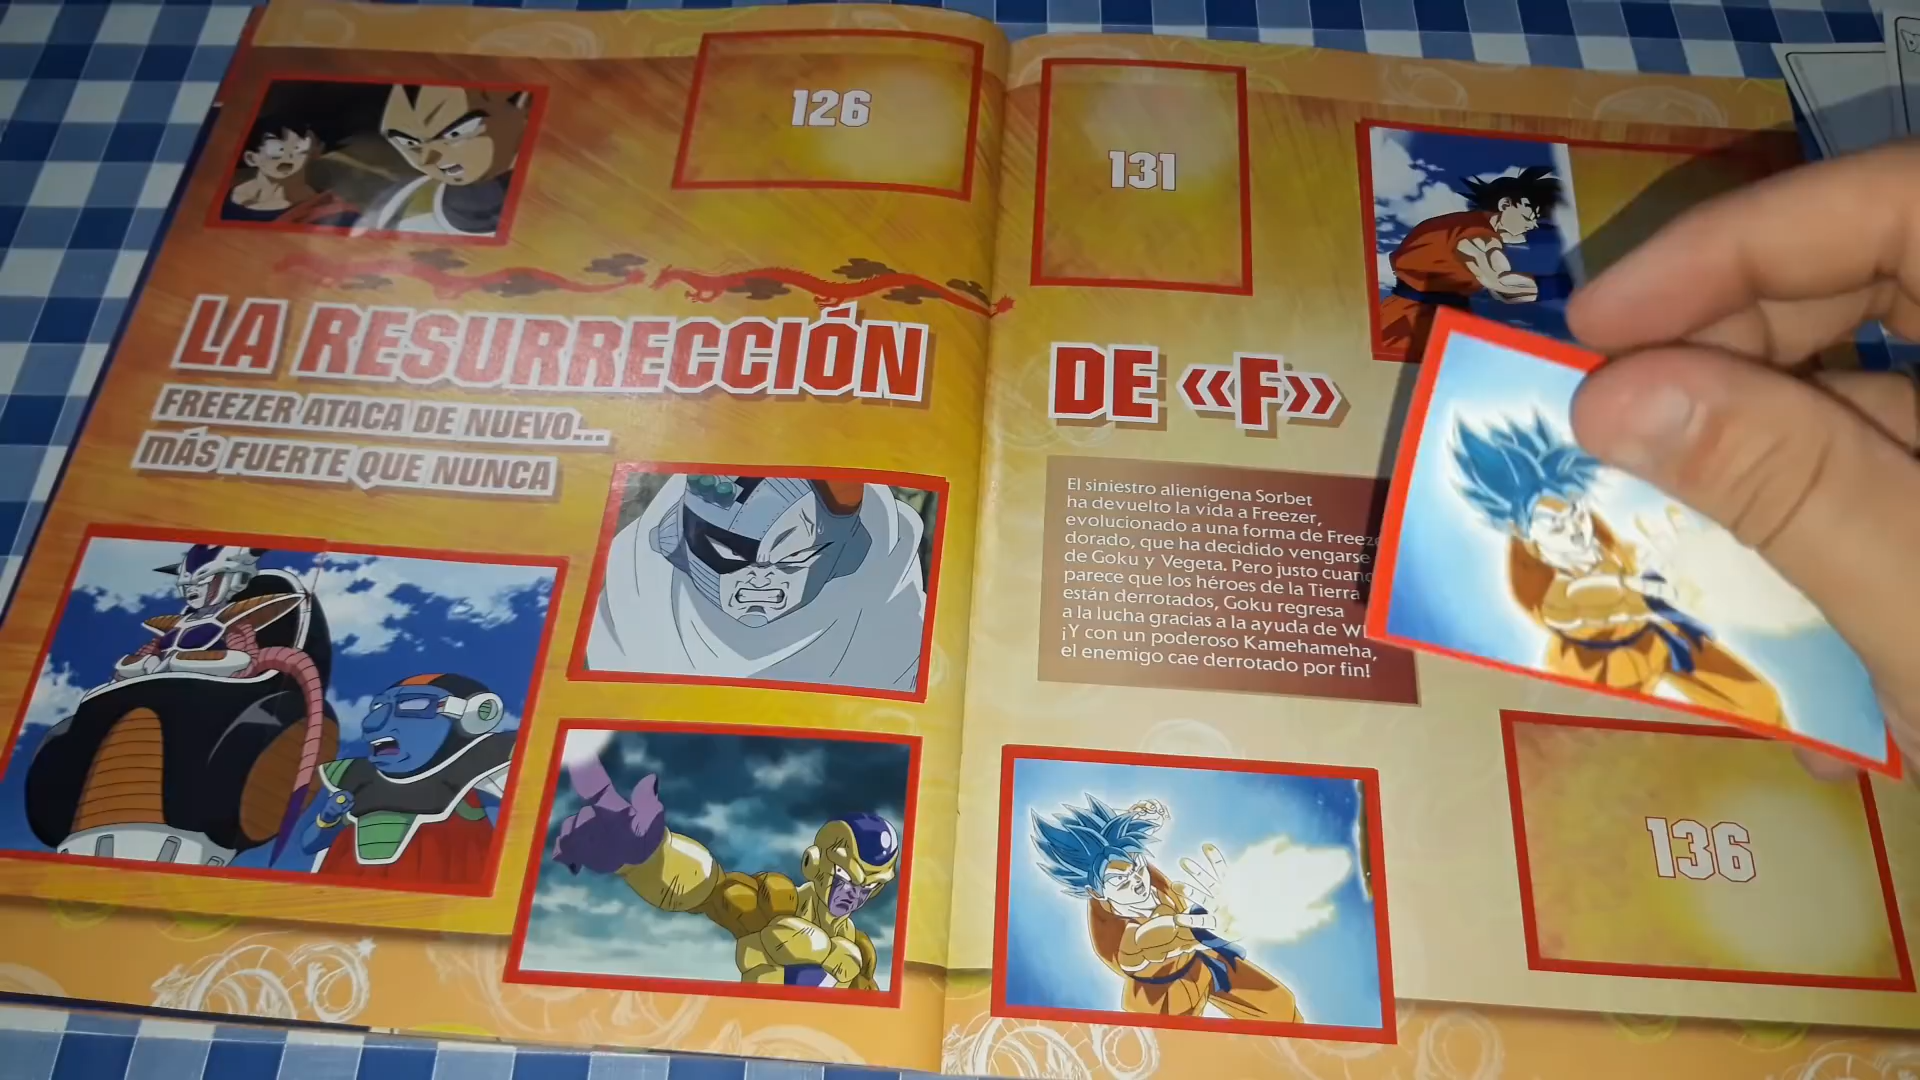 126
131
LA RESURRECCIÓN
DE «F»
FREEZER ATACA DE NUEVO...
MÁS FUERTE QUE NUNCA
El siniestro alienígena Sorbet
ha devuelto la vida a Freezer,
evolucionado a una forma de Freeze
dorado, que ha decidido vengarse
de Goku y Vegeta. Pero justo cuan
parece que los héroes de la Tierra
están derrotados, Goku regresa
a la lucha gracias a la ayuda de W
¡Y con un poderoso Kamehameha,
el enemigo cae derrotado por fin!
136